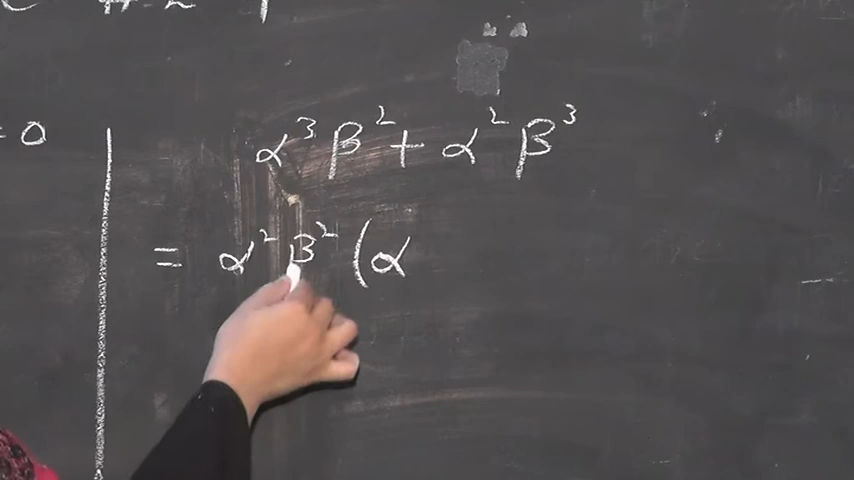 = 0
α³β² + α²β³
= α²β² (α